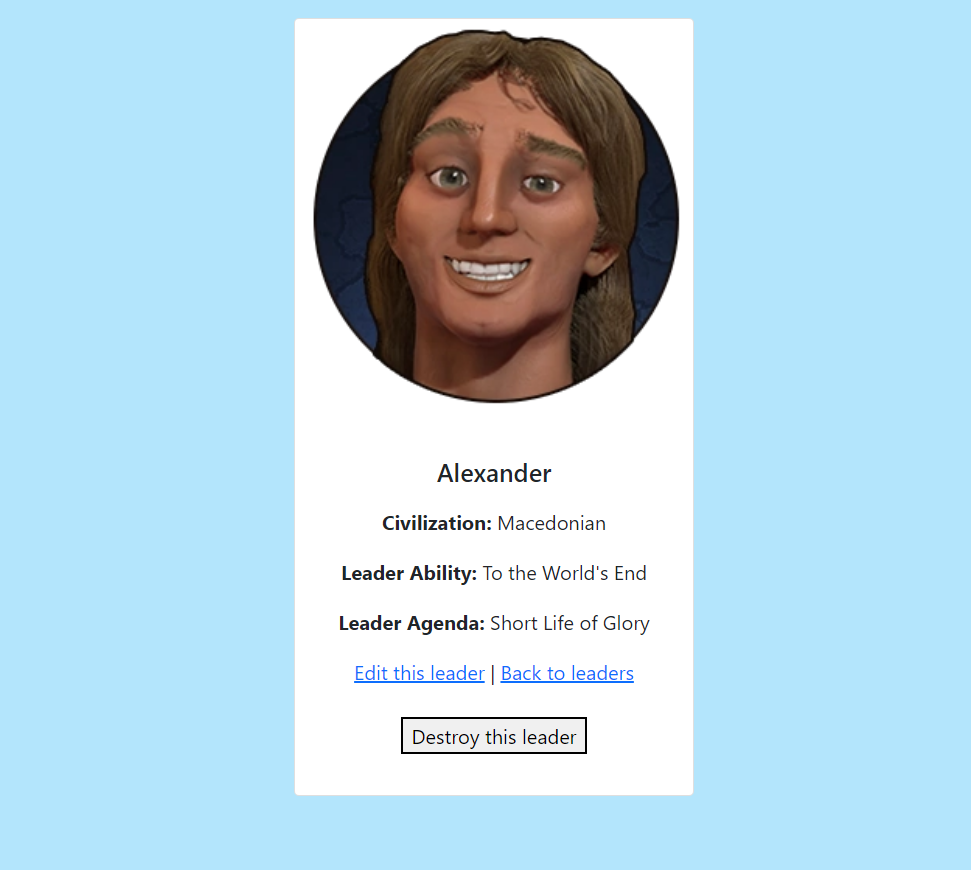 Alexander
Civilization: Macedonian
Leader Ability: To the World's End
Leader Agenda: Short Life of Glory
Edit this leader | Back to leaders
Destroy this leader